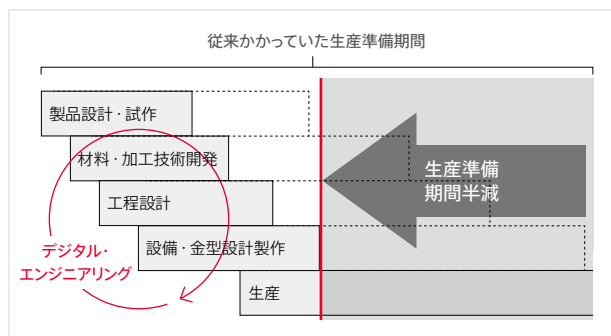 従来かかっていた生産準備期間
製品設計・試作
材料・加工技術開発
生産準備
期間半減
工程設計
設備・金型設計製作
デジタル・
エンジニアリング
生産